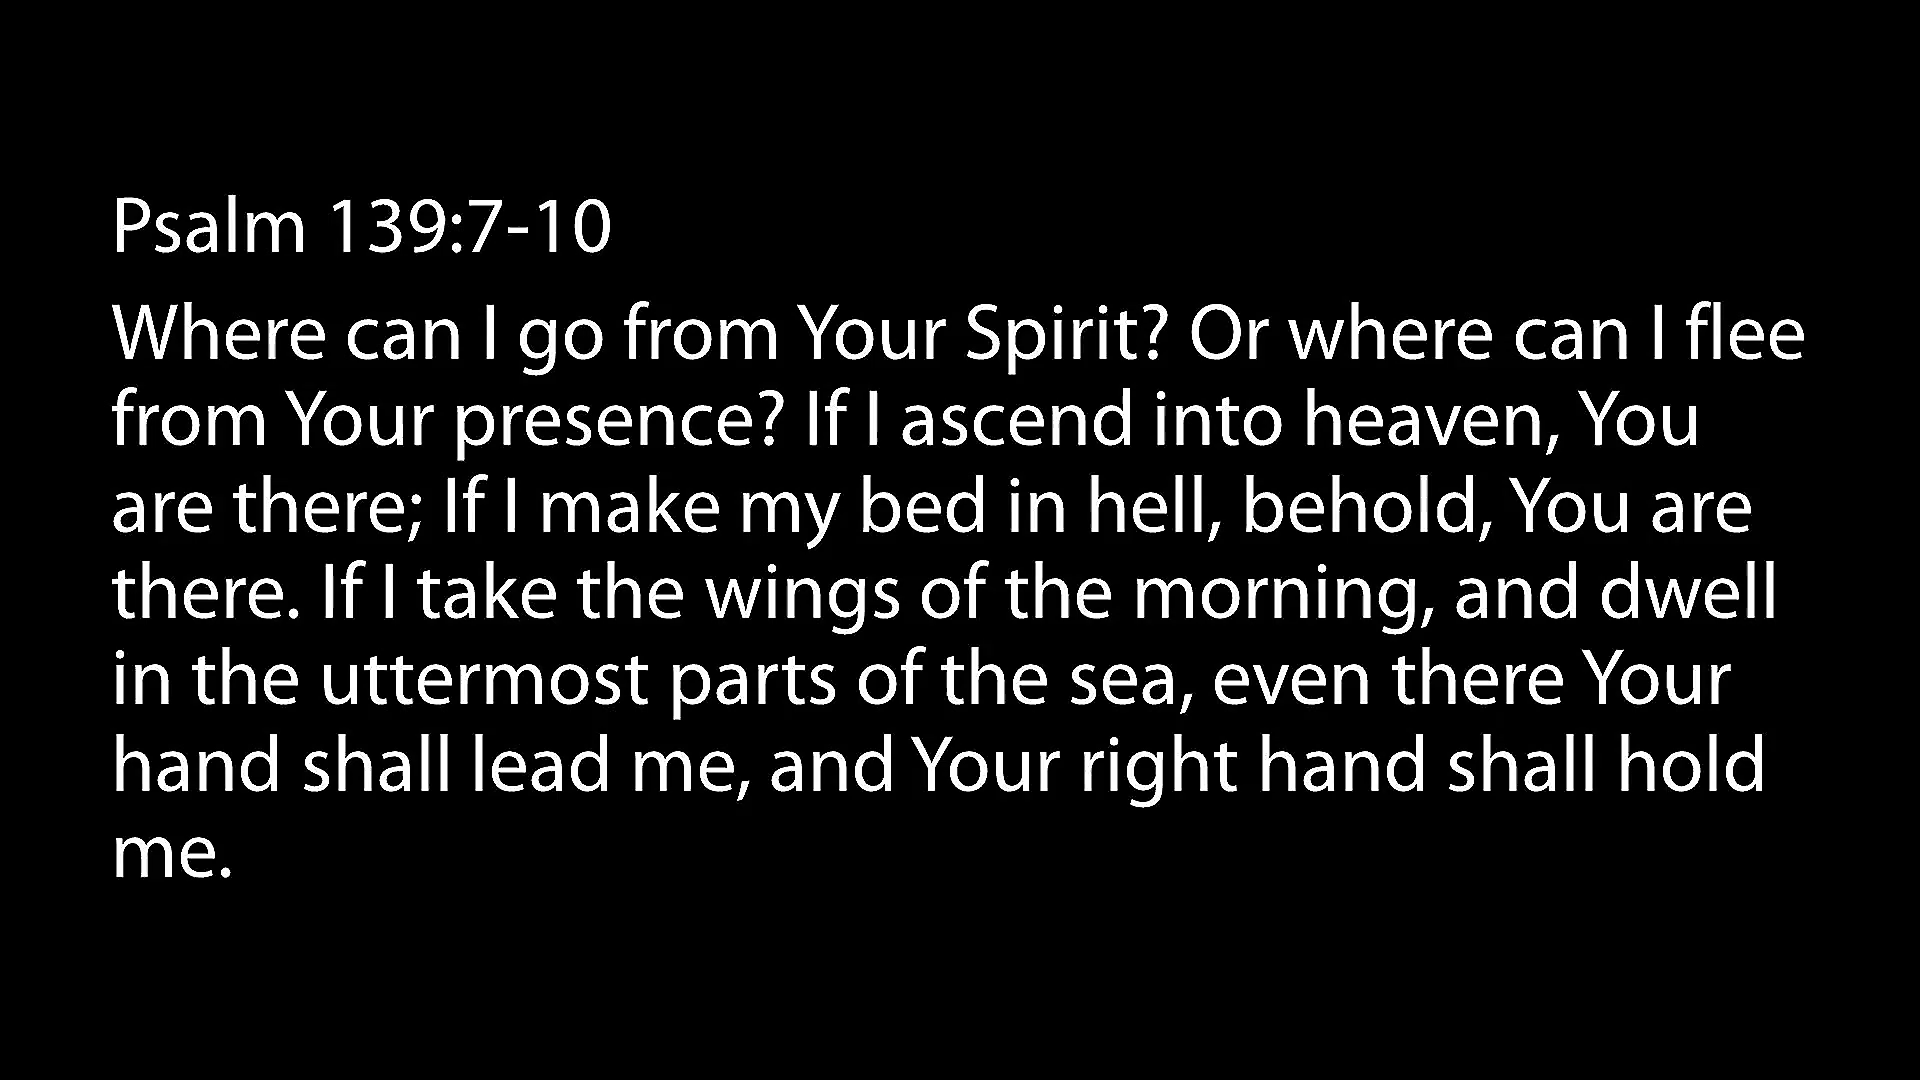 Psalm 139:7-10
Where can I go from Your Spirit? Or where can I flee
from Your presence? If I ascend into heaven, You
are there; If I make my bed in hell, behold, You are
there. If I take the wings of the morning, and dwell
in the uttermost parts of the sea, even there Your
hand shall lead me, and Your right hand shall hold
me.